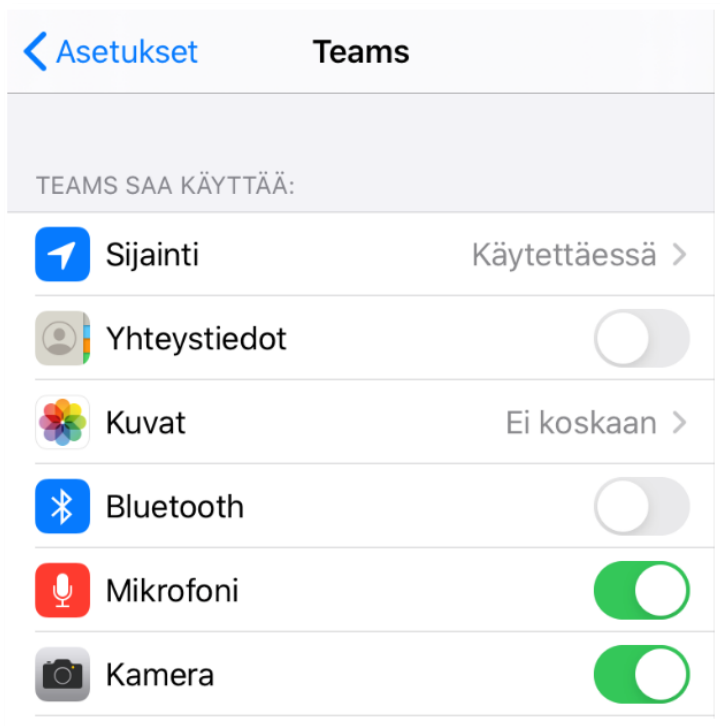 Asetukset Teams
TEAMS SAA KÄYTTÄÄ:
Sijainti Käytettäessä
Yhteystiedot
Kuvat Ei koskaan
Bluetooth
Mikrofoni
Kamera